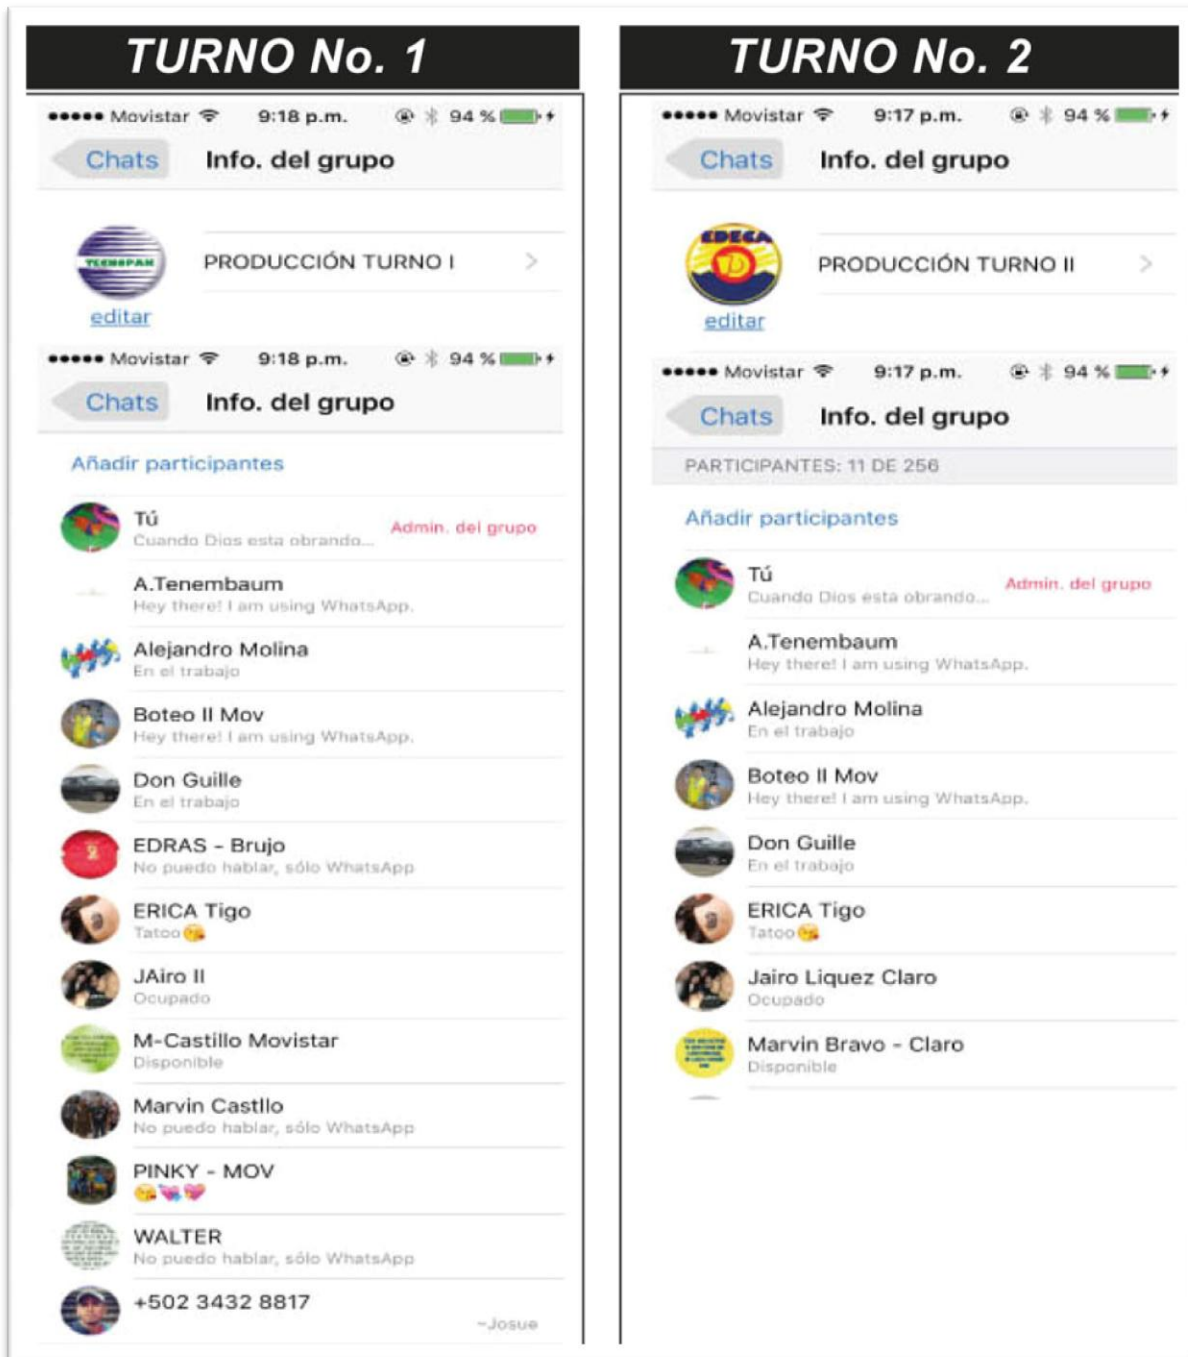 TURNO No. 1
Movistar 9:18 p.m. 94 %
Chats Info. del grupo
TECNOPAN
PRODUCCIÓN TURNO I
editar
Movistar 9:18 p.m. 94 %
Chats Info. del grupo
Añadir participantes
Tú
Cuando Dios esta obrando... Admin. del grupo
A.Tenembaum
Hey there! I am using WhatsApp.
Alejandro Molina
En el trabajo
Boteo II Mov
Hey there! I am using WhatsApp.
Don Guille
En el trabajo
EDRAS - Brujo
No puedo hablar, sólo WhatsApp
ERICA Tigo
Tatoo😘
JAiro II
Ocupado
M-Castillo Movistar
Disponible
Marvin Castllo
No puedo hablar, sólo WhatsApp
PINKY - MOV
😘💘💖
WALTER
No puedo hablar, sólo WhatsApp
+502 3432 8817
~Josue
TURNO No. 2
Movistar 9:17 p.m. 94 %
Chats Info. del grupo
EDECA
PRODUCCIÓN TURNO II
editar
Movistar 9:17 p.m. 94 %
Chats Info. del grupo
PARTICIPANTES: 11 DE 256
Añadir participantes
Tú
Cuando Dios esta obrando... Admin. del grupo
A.Tenembaum
Hey there! I am using WhatsApp.
Alejandro Molina
En el trabajo
Boteo II Mov
Hey there! I am using WhatsApp.
Don Guille
En el trabajo
ERICA Tigo
Tatoo😘
Jairo Liquez Claro
Ocupado
Marvin Bravo - Claro
Disponible